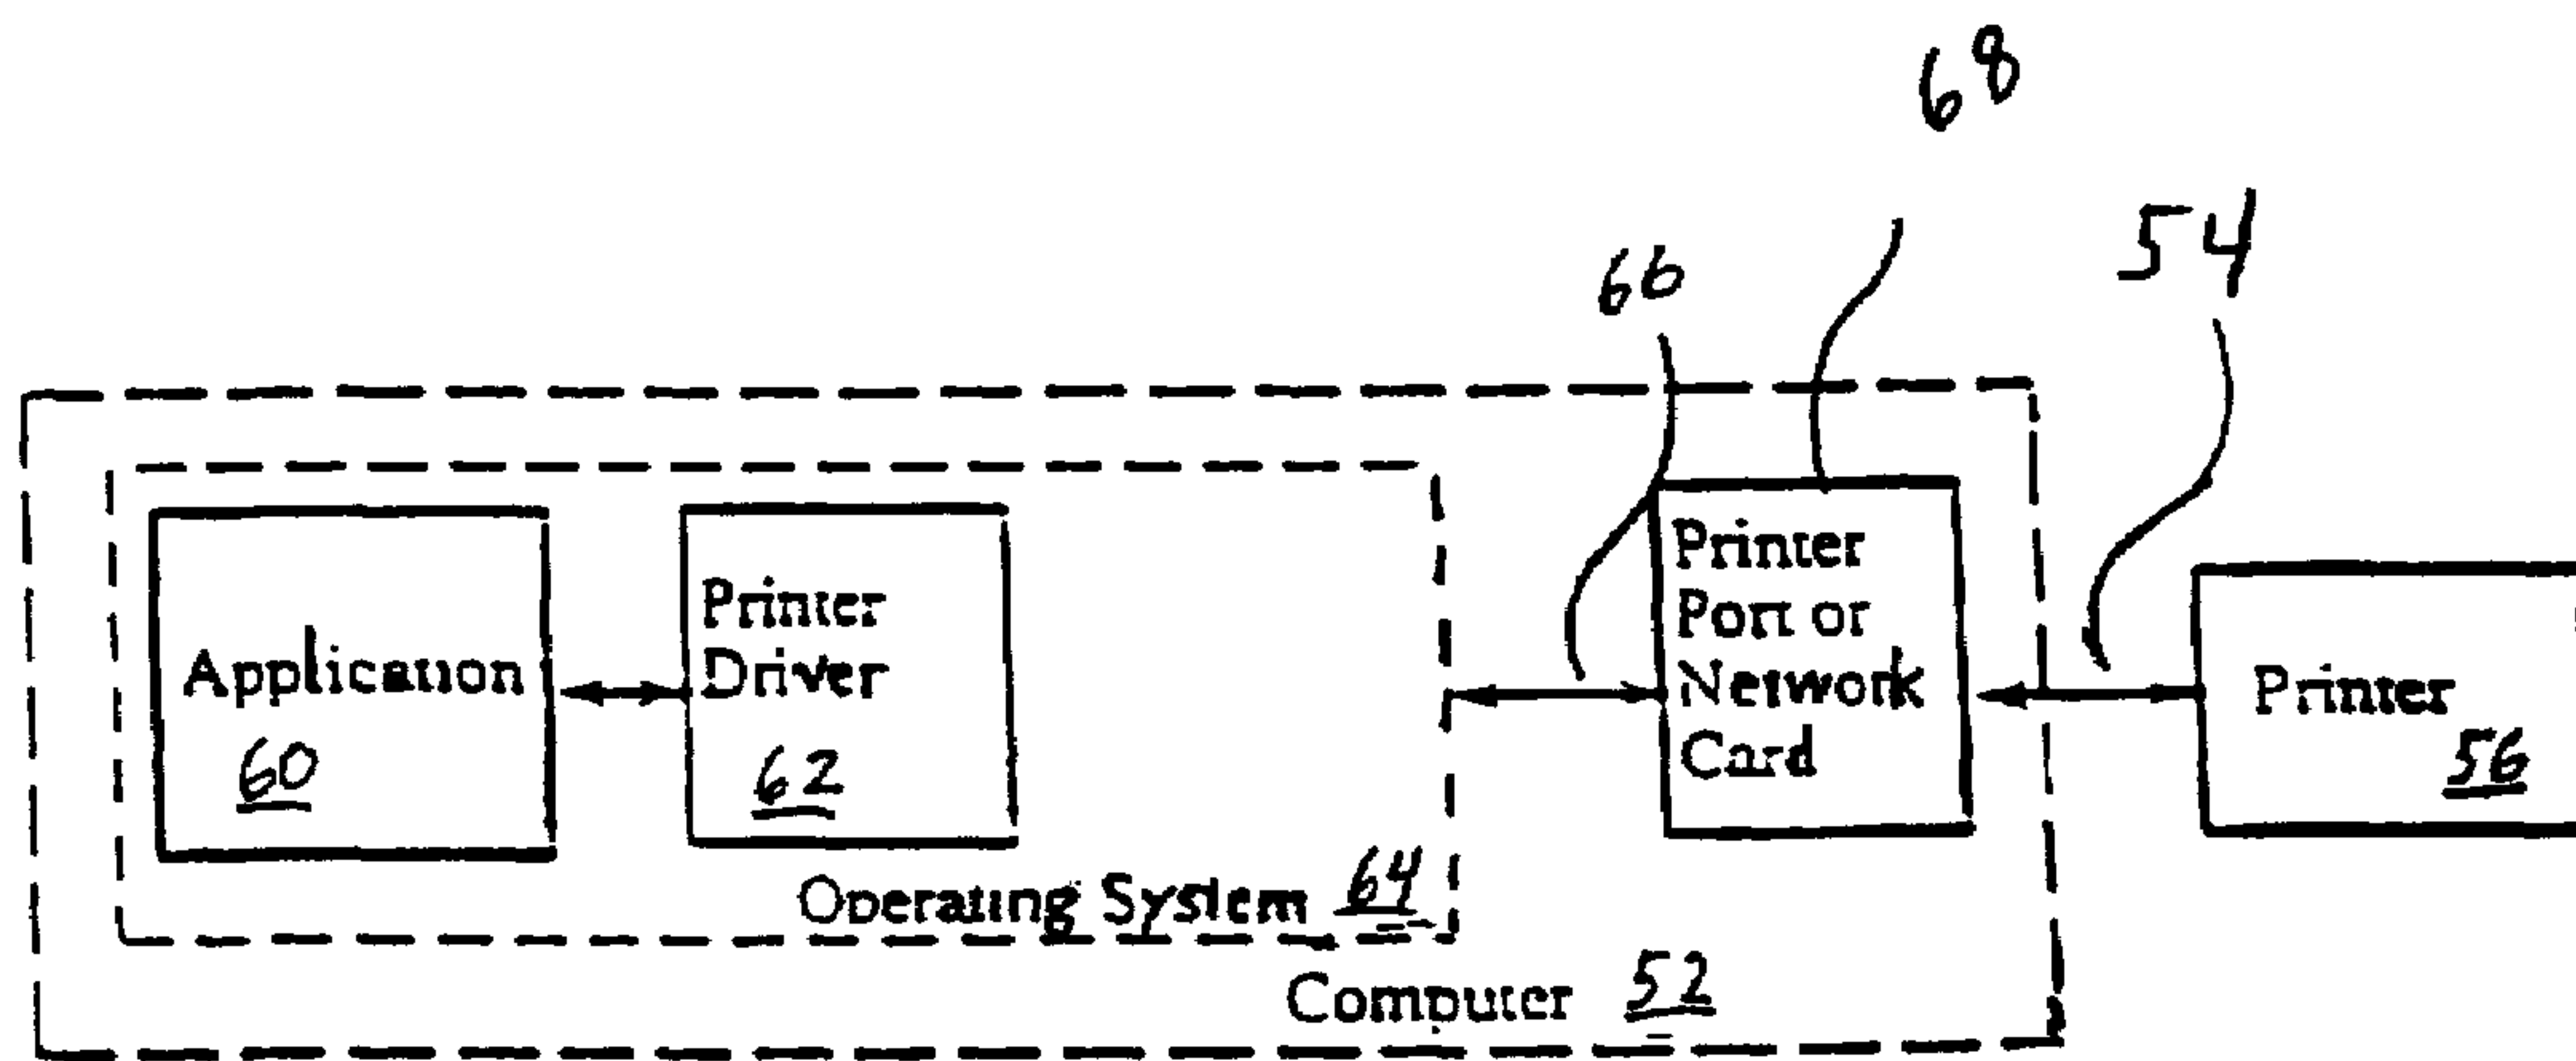 68
54
66
Application
60
Printer
Driver
62
Printer
Port or
Network
Card
Printer
56
Operating System 64
Computer 52